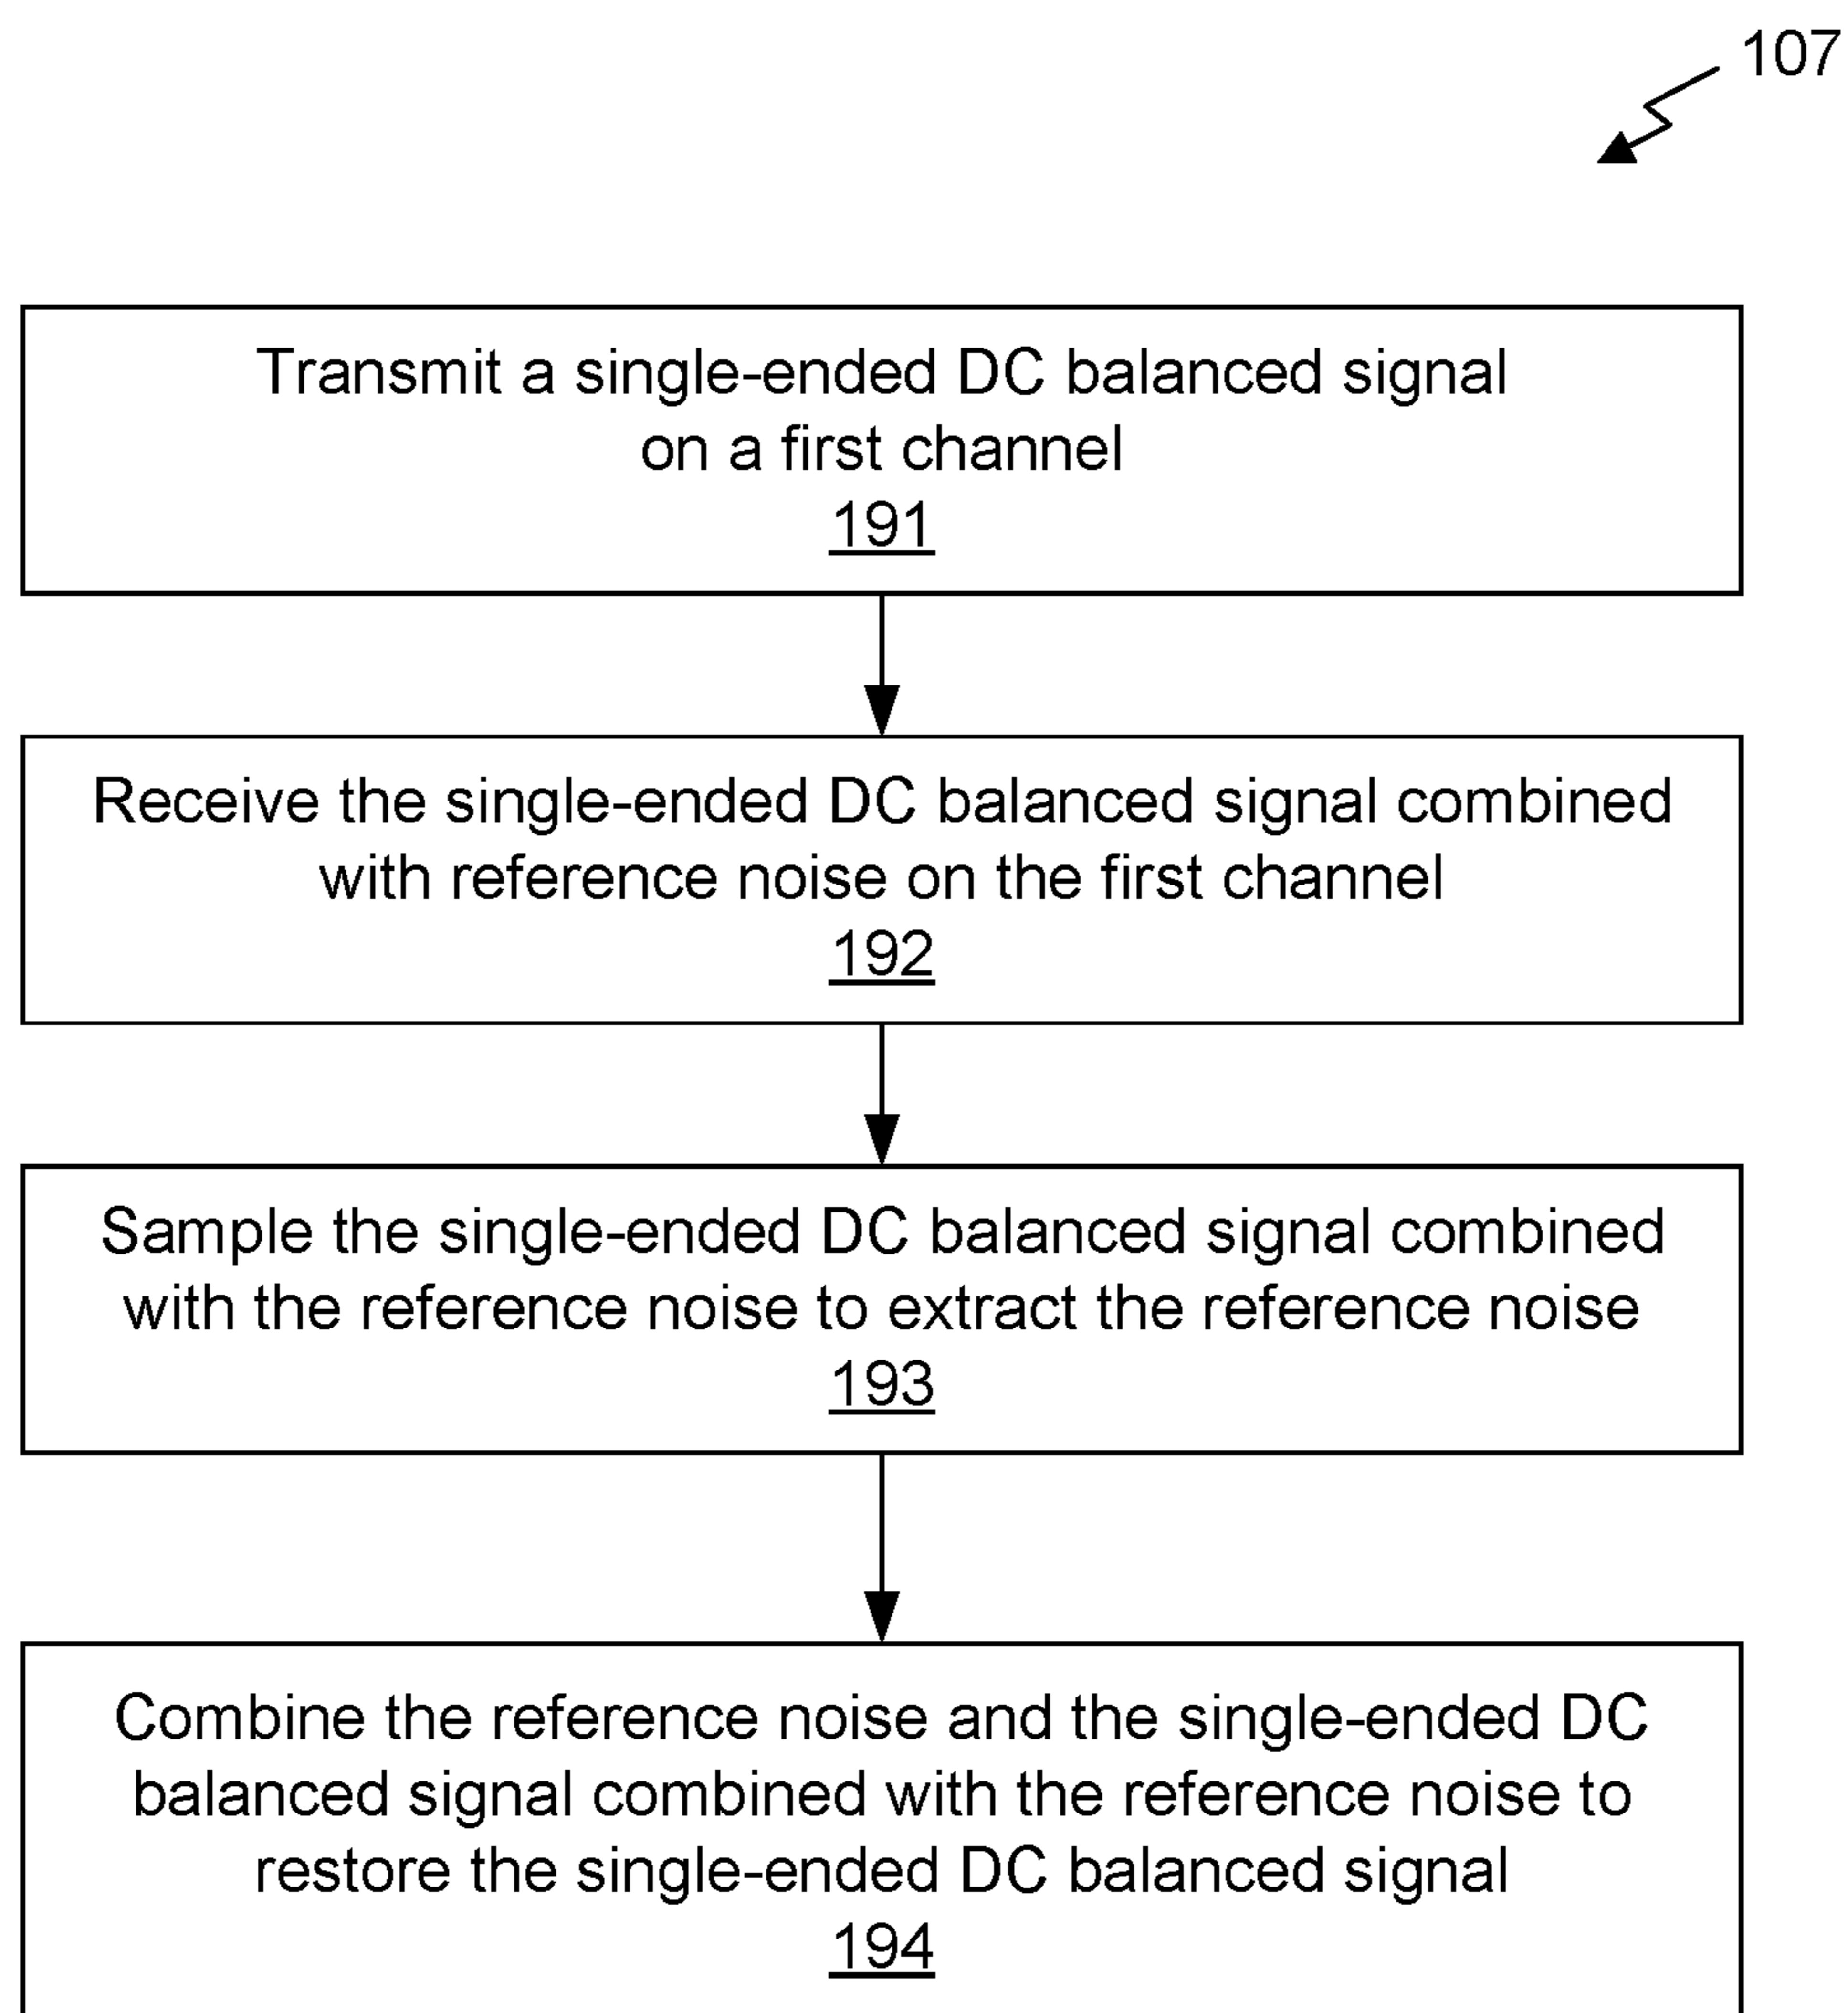 107
Transmit a single-ended DC balanced signal
on a first channel
191
Receive the single-ended DC balanced signal combined
with reference noise on the first channel
192
Sample the single-ended DC balanced signal combined
with the reference noise to extract the reference noise
193
Combine the reference noise and the single-ended DC
balanced signal combined with the reference noise to
restore the single-ended DC balanced signal
194